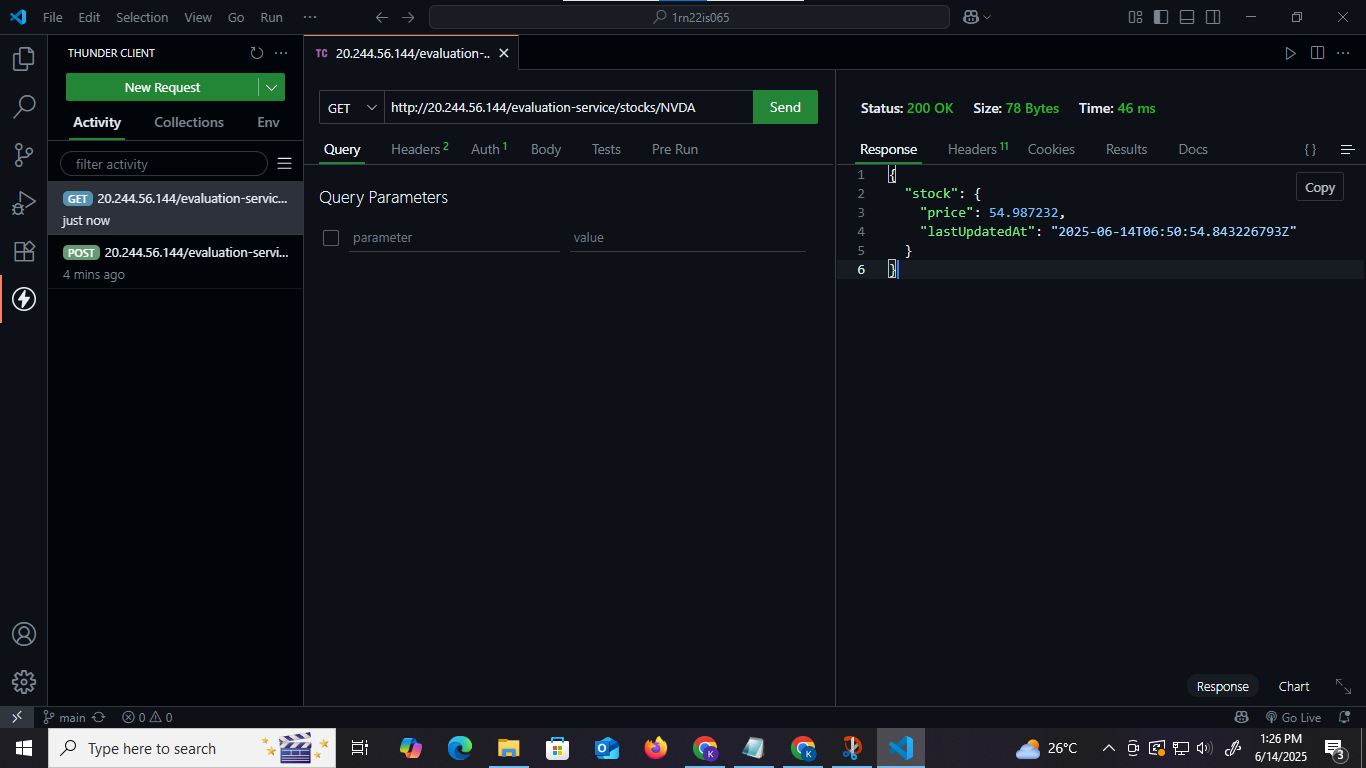 File Edit Selection View Go Run ··· 1rn22is065
THUNDER CLIENT
New Request
Activity Collections Env
filter activity
GET 20.244.56.144/evaluation-servic...
just now
POST 20.244.56.144/evaluation-servi...
4 mins ago
TC 20.244.56.144/evaluation-..
GET http://20.244.56.144/evaluation-service/stocks/NVDA Send
Query Headers 2 Auth 1 Body Tests Pre Run
Query Parameters
parameter value
Status: 200 OK Size: 78 Bytes Time: 46 ms
Response Headers 11 Cookies Results Docs { }
Copy
1 {
2 "stock": {
3 "price": 54.987232,
4 "lastUpdatedAt": "2025-06-14T06:50:54.843226793Z"
5 }
6 }
Response Chart
main 0 0 Go Live
Type here to search 26°C 1:26 PM
6/14/2025 3